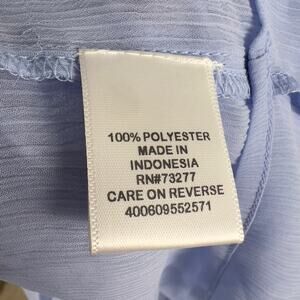 100% POLYESTER
MADE IN
INDONESIA
RN#73277
CARE ON REVERSE
400609552571